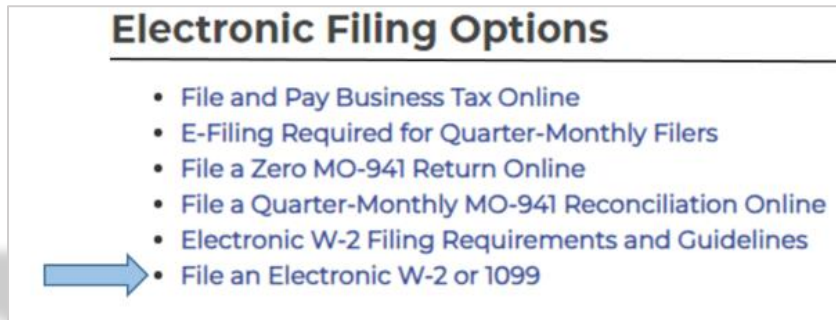 Electronic Filing Options
• File and Pay Business Tax Online
• E-Filing Required for Quarter-Monthly Filers
• File a Zero MO-941 Return Online
• File a Quarter-Monthly MO-941 Reconciliation Online
• Electronic W-2 Filing Requirements and Guidelines
• File an Electronic W-2 or 1099